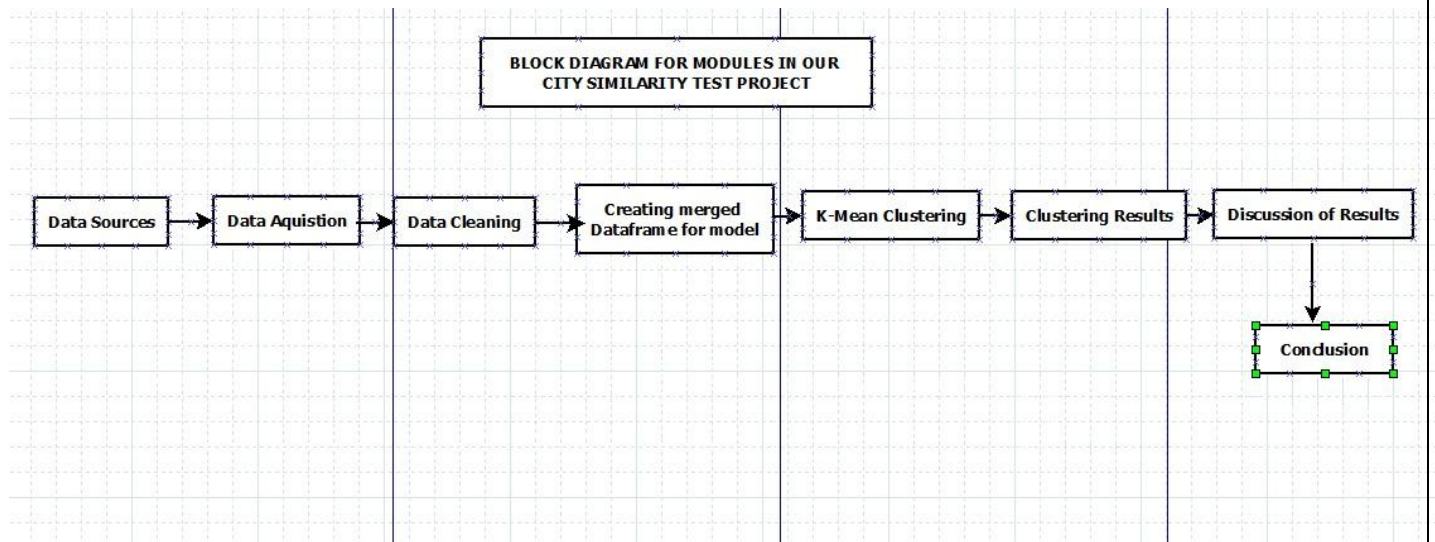 BLOCK DIAGRAM FOR MODULES IN OUR
CITY SIMILARITY TEST PROJECT
Data Sources
Data Aquistion
Data Cleaning
Creating merged
Dataframe for model
K-Mean Clustering
Clustering Results
Discussion of Results
Conclusion